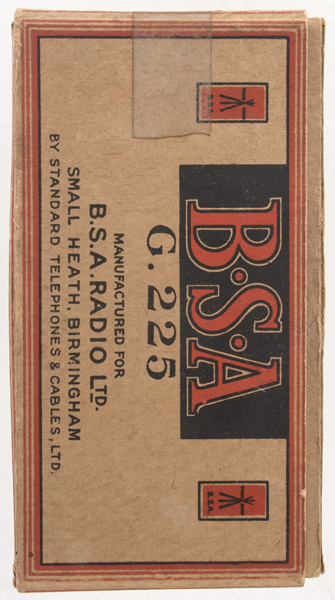 B.S.A.
B·S·A
B.S.A.
G.225
MANUFACTURED FOR
B.S.A. RADIO LTD.
SMALL HEATH, BIRMINGHAM
BY STANDARD TELEPHONES & CABLES, LTD.